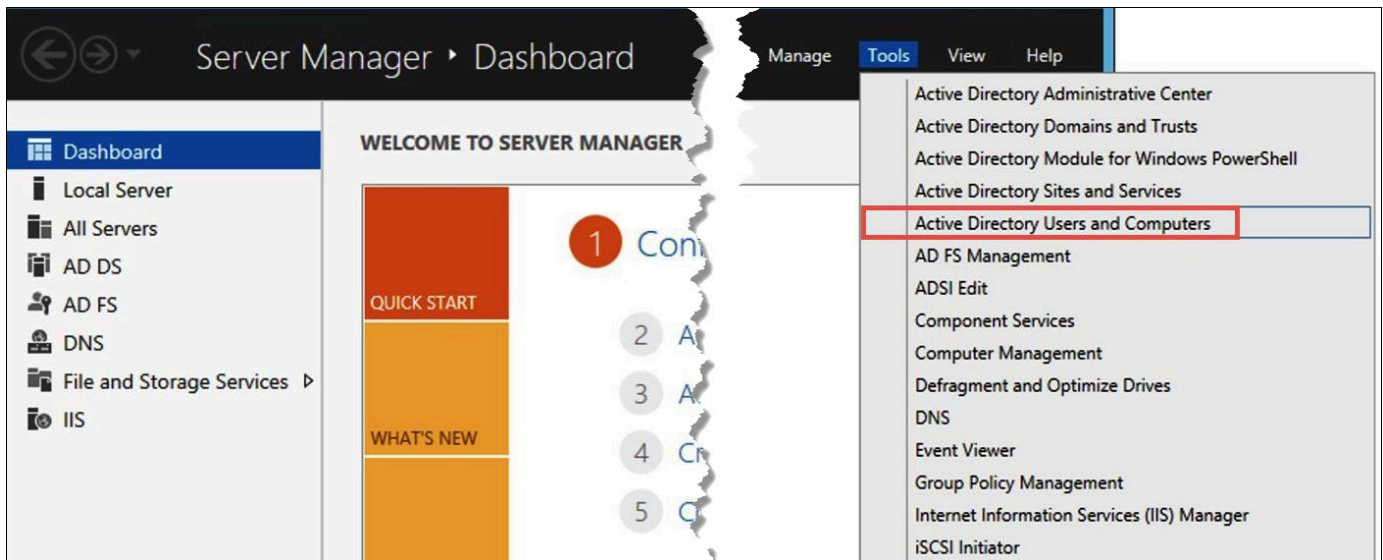 Server Manager ‣ Dashboard
Manage Tools View Help
Dashboard
Local Server
All Servers
AD DS
AD FS
DNS
File and Storage Services
IIS
WELCOME TO SERVER MANAGER
QUICK START
WHAT'S NEW
1
2
3
4
5
Active Directory Administrative Center
Active Directory Domains and Trusts
Active Directory Module for Windows PowerShell
Active Directory Sites and Services
Active Directory Users and Computers
AD FS Management
ADSI Edit
Component Services
Computer Management
Defragment and Optimize Drives
DNS
Event Viewer
Group Policy Management
Internet Information Services (IIS) Manager
iSCSI Initiator